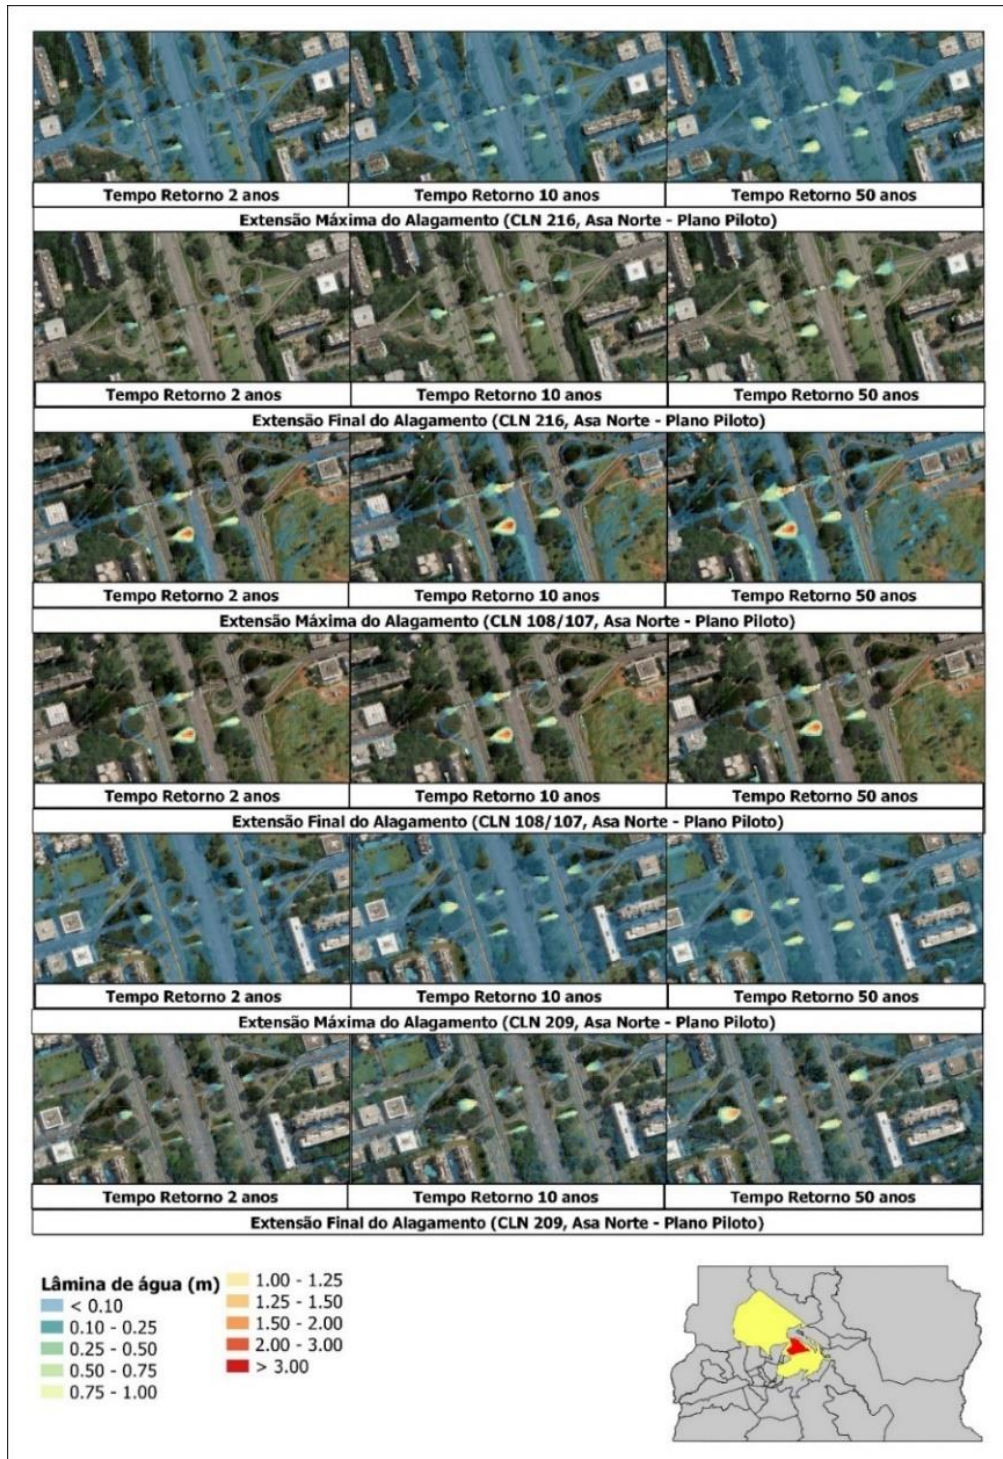 Tempo Retorno 2 anos
Tempo Retorno 10 anos
Tempo Retorno 50 anos
Extensão Máxima do Alagamento (CLN 216, Asa Norte - Plano Piloto)
Tempo Retorno 2 anos
Tempo Retorno 10 anos
Tempo Retorno 50 anos
Extensão Final do Alagamento (CLN 216, Asa Norte - Plano Piloto)
Tempo Retorno 2 anos
Tempo Retorno 10 anos
Tempo Retorno 50 anos
Extensão Máxima do Alagamento (CLN 108/107, Asa Norte - Plano Piloto)
Tempo Retorno 2 anos
Tempo Retorno 10 anos
Tempo Retorno 50 anos
Extensão Final do Alagamento (CLN 108/107, Asa Norte - Plano Piloto)
Tempo Retorno 2 anos
Tempo Retorno 10 anos
Tempo Retorno 50 anos
Extensão Máxima do Alagamento (CLN 209, Asa Norte - Plano Piloto)
Tempo Retorno 2 anos
Tempo Retorno 10 anos
Tempo Retorno 50 anos
Extensão Final do Alagamento (CLN 209, Asa Norte - Plano Piloto)
Lâmina de água (m)
< 0.10
0.10 - 0.25
0.25 - 0.50
0.50 - 0.75
0.75 - 1.00
1.00 - 1.25
1.25 - 1.50
1.50 - 2.00
2.00 - 3.00
> 3.00